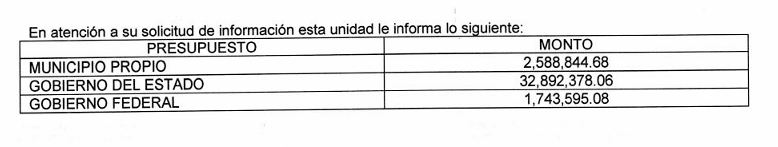 En atención a su solicitud de información esta unidad le informa lo siguiente:
PRESUPUESTO MONTO
MUNICIPIO PROPIO 2,588,844.68
GOBIERNO DEL ESTADO 32,892,378.06
GOBIERNO FEDERAL 1,743,595.08